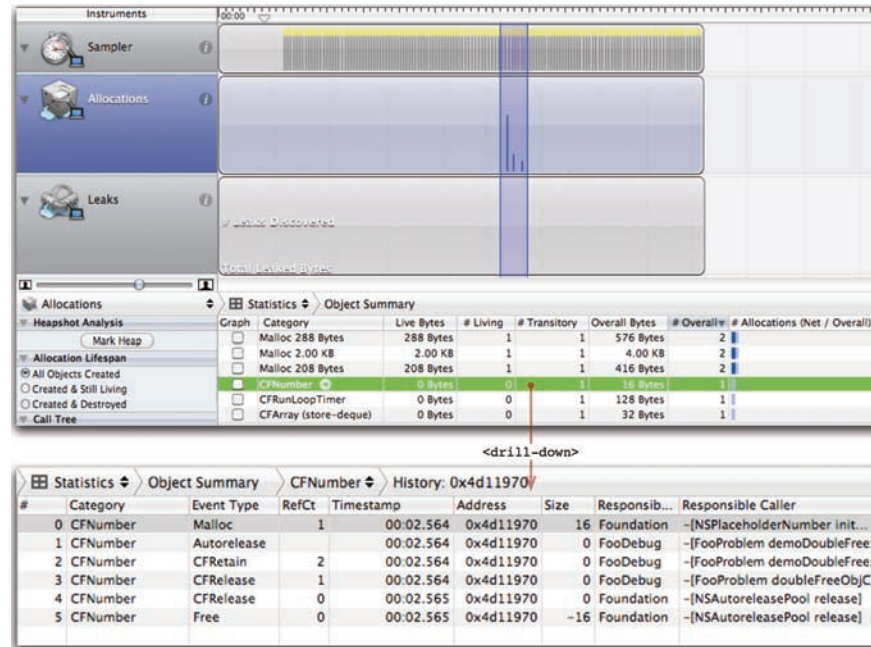 Instruments 00:00
Sampler
Allocations
Leaks
# Leaks Discovered
Total Leaked Bytes
Allocations Statistics Object Summary
Heapshot Analysis
Mark Heap
Allocation Lifespan
All Objects Created
Created & Still Living
Created & Destroyed
Call Tree
Graph Category Live Bytes # Living # Transitory Overall Bytes # Overall # Allocations (Net / Overall)
Malloc 288 Bytes 288 Bytes 1 1 576 Bytes 2
Malloc 2.00 KB 2.00 KB 1 1 4.00 KB 2
Malloc 208 Bytes 208 Bytes 1 1 416 Bytes 2
CFNumber 0 Bytes 0 1 16 Bytes 1
CFRunLoopTimer 0 Bytes 0 1 128 Bytes 1
CFArray (store-deque) 0 Bytes 0 1 32 Bytes 1
<drill-down>
Statistics Object Summary CFNumber History: 0x4d11970
# Category Event Type RefCt Timestamp Address Size Responsib... Responsible Caller
0 CFNumber Malloc 1 00:02.564 0x4d11970 16 Foundation -[NSPlaceholderNumber init...
1 CFNumber Autorelease 00:02.564 0x4d11970 0 FooDebug -[FooProblem demoDoubleFree:
2 CFNumber CFRetain 2 00:02.564 0x4d11970 0 FooDebug -[FooProblem demoDoubleFree:
3 CFNumber CFRelease 1 00:02.564 0x4d11970 0 FooDebug -[FooProblem doubleFreeObjC
4 CFNumber CFRelease 0 00:02.565 0x4d11970 0 Foundation -[NSAutoreleasePool release]
5 CFNumber Free 0 00:02.565 0x4d11970 -16 Foundation -[NSAutoreleasePool release]